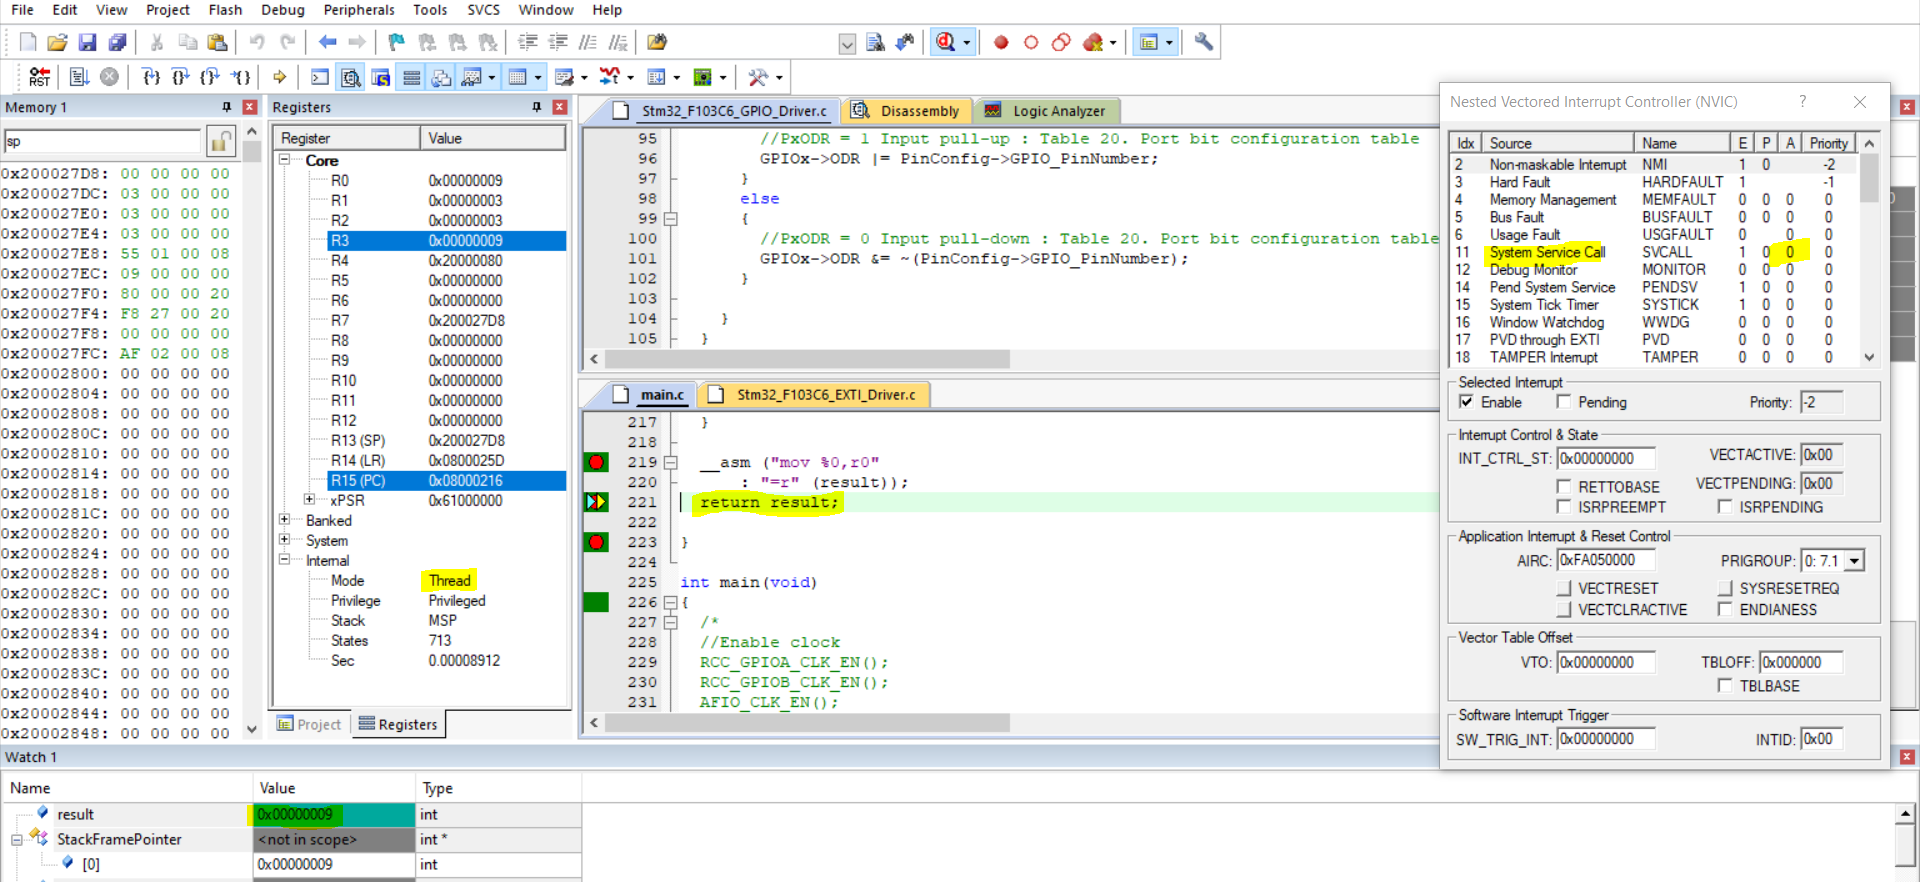 File Edit View Project Flash Debug Peripherals Tools SVCS Window Help
RST
Memory 1
sp
0x200027D8: 00 00 00 00
0x200027DC: 03 00 00 00
0x200027E0: 03 00 00 00
0x200027E4: 03 00 00 00
0x200027E8: 55 01 00 08
0x200027EC: 09 00 00 00
0x200027F0: 80 00 00 20
0x200027F4: F8 27 00 20
0x200027F8: 00 00 00 00
0x200027FC: AF 02 00 08
0x20002800: 00 00 00 00
0x20002804: 00 00 00 00
0x20002808: 00 00 00 00
0x2000280C: 00 00 00 00
0x20002810: 00 00 00 00
0x20002814: 00 00 00 00
0x20002818: 00 00 00 00
0x2000281C: 00 00 00 00
0x20002820: 00 00 00 00
0x20002824: 00 00 00 00
0x20002828: 00 00 00 00
0x2000282C: 00 00 00 00
0x20002830: 00 00 00 00
0x20002834: 00 00 00 00
0x20002838: 00 00 00 00
0x2000283C: 00 00 00 00
0x20002840: 00 00 00 00
0x20002844: 00 00 00 00
0x20002848: 00 00 00 00
Registers
Register Value
Core
R0 0x00000009
R1 0x00000003
R2 0x00000003
R3 0x00000009
R4 0x20000080
R5 0x00000000
R6 0x00000000
R7 0x200027D8
R8 0x00000000
R9 0x00000000
R10 0x00000000
R11 0x00000000
R12 0x00000000
R13 (SP) 0x200027D8
R14 (LR) 0x0800025D
R15 (PC) 0x08000216
xPSR 0x61000000
Banked
System
Internal
Mode Thread
Privilege Privileged
Stack MSP
States 713
Sec 0.00008912
Project Registers
Stm32_F103C6_GPIO_Driver.c Disassembly Logic Analyzer
95 //PxODR = 1 Input pull-up : Table 20. Port bit configuration table
96 GPIOx->ODR |= PinConfig->GPIO_PinNumber;
97 }
98 else
99 {
100 //PxODR = 0 Input pull-down : Table 20. Port bit configuration table
101 GPIOx->ODR &= ~(PinConfig->GPIO_PinNumber);
102 }
103
104 }
105 }
main.c Stm32_F103C6_EXTI_Driver.c
217 }
218
219 __asm ("mov %0,r0"
220 : "=r" (result));
221 return result;
222
223 }
224
225 int main(void)
226 {
227 /*
228 //Enable clock
229 RCC_GPIOA_CLK_EN();
230 RCC_GPIOB_CLK_EN();
231 AFIO_CLK_EN();
Nested Vectored Interrupt Controller (NVIC) ?
Idx Source Name E P A Priority
2 Non-maskable Interrupt NMI 1 0 -2
3 Hard Fault HARDFAULT 1 -1
4 Memory Management MEMFAULT 0 0 0 0
5 Bus Fault BUSFAULT 0 0 0 0
6 Usage Fault USGFAULT 0 0 0
11 System Service Call SVCALL 1 0 0 0
12 Debug Monitor MONITOR 0 0 0 0
14 Pend System Service PENDSV 1 0 0 0
15 System Tick Timer SYSTICK 1 0 0 0
16 Window Watchdog WWDG 0 0 0 0
17 PVD through EXTI PVD 0 0 0 0
18 TAMPER Interrupt TAMPER 0 0 0 0
Selected Interrupt
Enable Pending Priority: -2
Interrupt Control & State
INT_CTRL_ST: 0x00000000 VECTACTIVE: 0x00
RETTOBASE VECTPENDING: 0x00
ISRPREEMPT ISRPENDING
Application Interrupt & Reset Control
AIRC: 0xFA050000 PRIGROUP: 0: 7.1
VECTRESET SYSRESETREQ
VECTCLRACTIVE ENDIANESS
Vector Table Offset
VTO: 0x00000000 TBLOFF: 0x000000
TBLBASE
Software Interrupt Trigger
SW_TRIG_INT: 0x00000000 INTID: 0x00
Watch 1
Name Value Type
result 0x00000009 int
StackFramePointer <not in scope> int *
[0] 0x00000009 int